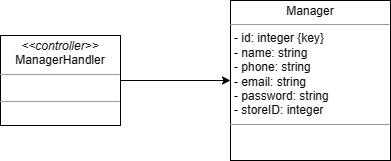 <<controller>>
ManagerHandler
Manager
- id: integer {key}
- name: string
- phone: string
- email: string
- password: string
- storeID: integer